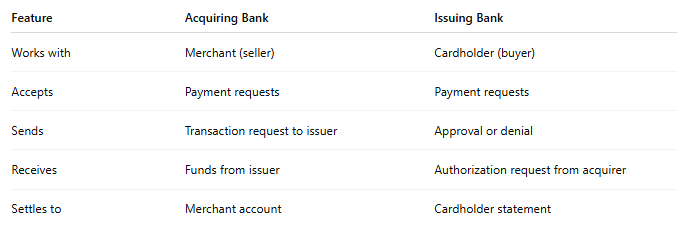 Feature Acquiring Bank Issuing Bank
Works with Merchant (seller) Cardholder (buyer)
Accepts Payment requests Payment requests
Sends Transaction request to issuer Approval or denial
Receives Funds from issuer Authorization request from acquirer
Settles to Merchant account Cardholder statement